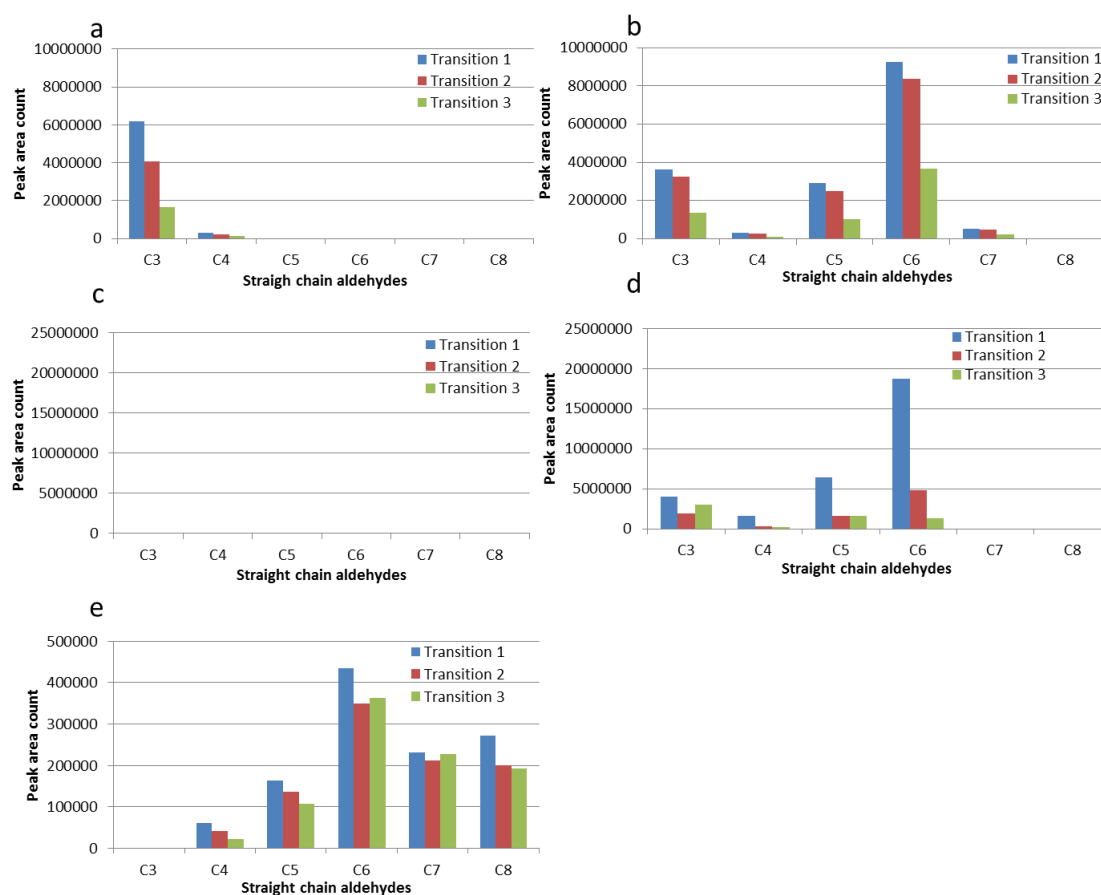 a
10000000
8000000
6000000
4000000
2000000
0
Peak area count
Transition 1
Transition 2
Transition 3
C3 C4 C5 C6 C7 C8
Straigh chain aldehydes
b
10000000
8000000
6000000
4000000
2000000
0
Peak area count
Transition 1
Transition 2
Transition 3
C3 C4 C5 C6 C7 C8
Straight chain aldehydes
c
25000000
20000000
15000000
10000000
5000000
0
Peak area count
Transition 1
Transition 2
Transition 3
C3 C4 C5 C6 C7 C8
Straight chain aldehydes
d
25000000
20000000
15000000
10000000
5000000
0
Peak area count
Transition 1
Transition 2
Transition 3
C3 C4 C5 C6 C7 C8
Straight chain aldehydes
e
500000
400000
300000
200000
100000
0
Peak area count
Transition 1
Transition 2
Transition 3
C3 C4 C5 C6 C7 C8
Straight chain aldehydes